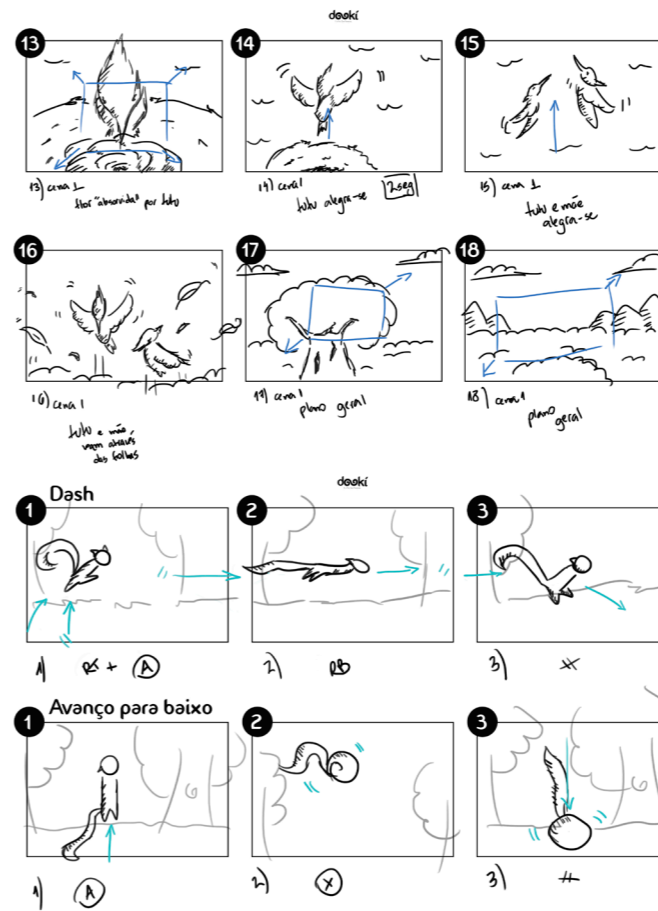 dooki
13
14
15
13) cena 1
flor "absorvida" por tutu
14) cena 1
tutu alegra-se 2seg
15) cena 1
tutu e mãe
alegra-se
16
17
18
16) cena 1
tutu e mãe,
voam através
das folhas
17) cena 1
plano geral
18) cena 1
plano
geral
dooki
Dash
1
2
3
1) + A
2) RB
3)
Avanço para baixo
1
2
3
1) A
2) X
3)